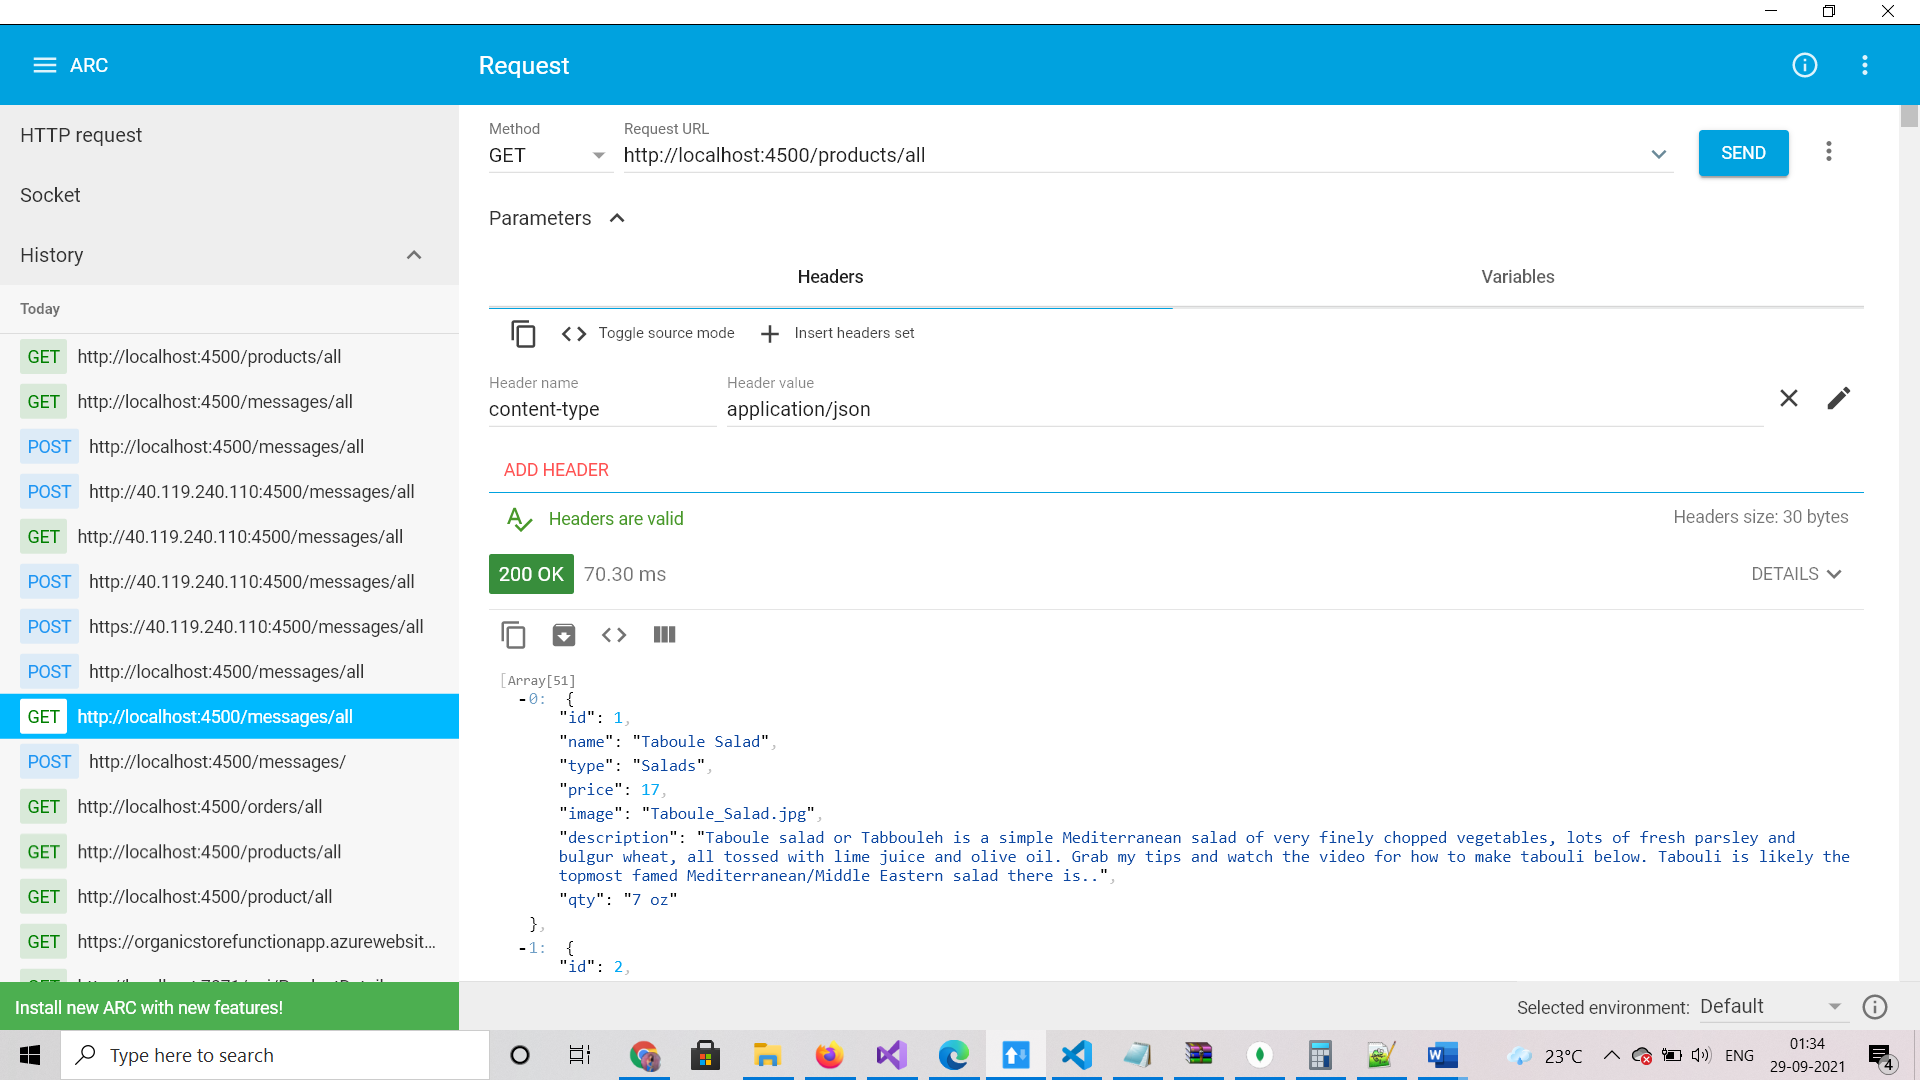 ARC
Request
HTTP request
Socket
History
Today
GET http://localhost:4500/products/all
GET http://localhost:4500/messages/all
POST http://localhost:4500/messages/all
POST http://40.119.240.110:4500/messages/all
GET http://40.119.240.110:4500/messages/all
POST http://40.119.240.110:4500/messages/all
POST https://40.119.240.110:4500/messages/all
POST http://localhost:4500/messages/all
GET http://localhost:4500/messages/all
POST http://localhost:4500/messages/
GET http://localhost:4500/orders/all
GET http://localhost:4500/products/all
GET http://localhost:4500/product/all
GET https://organicstorefunctionapp.azurewebsit...
Install new ARC with new features!
Method
GET
Request URL
http://localhost:4500/products/all
SEND
Parameters
Headers
Variables
Toggle source mode
Insert headers set
Header name
content-type
Header value
application/json
ADD HEADER
Headers are valid
Headers size: 30 bytes
200 OK 70.30 ms
DETAILS
[Array[51]
-0: {
"id": 1,
"name": "Taboule Salad",
"type": "Salads",
"price": 17,
"image": "Taboule_Salad.jpg",
"description": "Taboule salad or Tabbouleh is a simple Mediterranean salad of very finely chopped vegetables, lots of fresh parsley and
bulgur wheat, all tossed with lime juice and olive oil. Grab my tips and watch the video for how to make tabouli below. Tabouli is likely the
topmost famed Mediterranean/Middle Eastern salad there is..",
"qty": "7 oz"
},
-1: {
"id": 2,
Selected environment: Default
Type here to search
23°C
ENG
01:34
29-09-2021
4